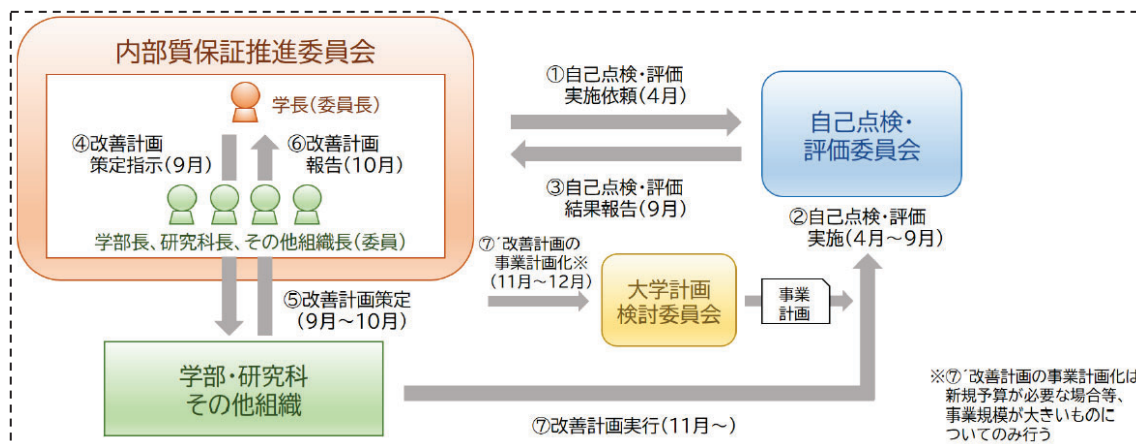 内部質保証推進委員会
学長(委員長)
④改善計画
策定指示(9月)
⑥改善計画
報告(10月)
学部長、研究科長、その他組織長(委員)
①自己点検・評価
実施依頼(4月)
③自己点検・評価
結果報告(9月)
自己点検・
評価委員会
②自己点検・評価
実施(4月～9月)
⑦´改善計画の
事業計画化※
(11月～12月)
大学計画
検討委員会
事業
計画
⑤改善計画策定
(9月～10月)
学部・研究科
その他組織
⑦改善計画実行(11月～)
※⑦´改善計画の事業計画化は
新規予算が必要な場合等、
事業規模が大きいものに
ついてのみ行う